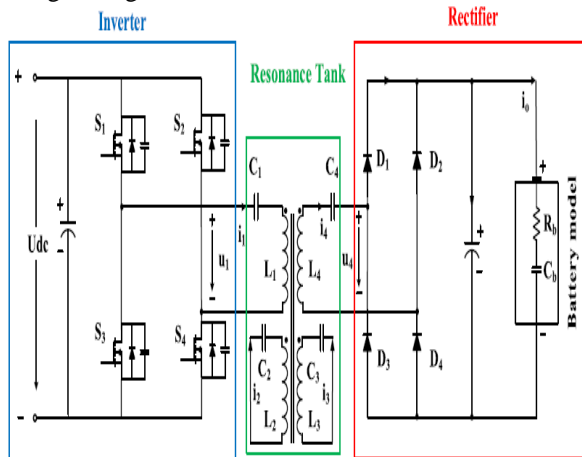 Inverter
Rectifier
Resonance Tank
+
S1
S2
C1
C4
D1
D2
io
+
+
+
+
+
Rb
Udc
-
u1
i1
i4
u4
-
Cb
L1
L4
-
-
S3
S4
C2
C3
D3
D4
-
i2
i3
L2
L3
-
Battery model